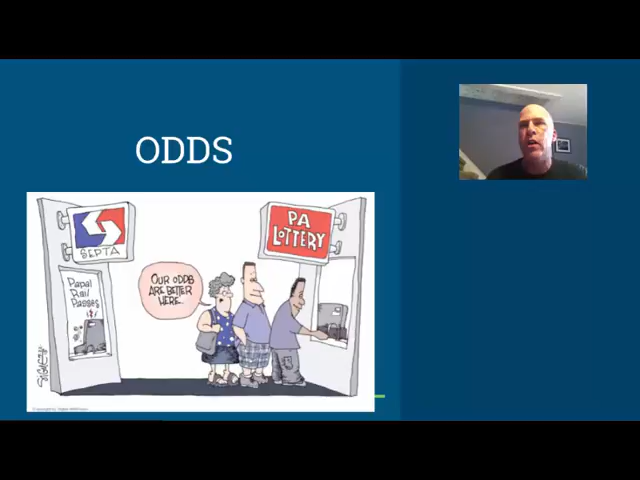 ODDS
SEPTA
Papal
Rail
Passes
OUR ODDS
ARE BETTER
HERE.
PA
LOTTERY